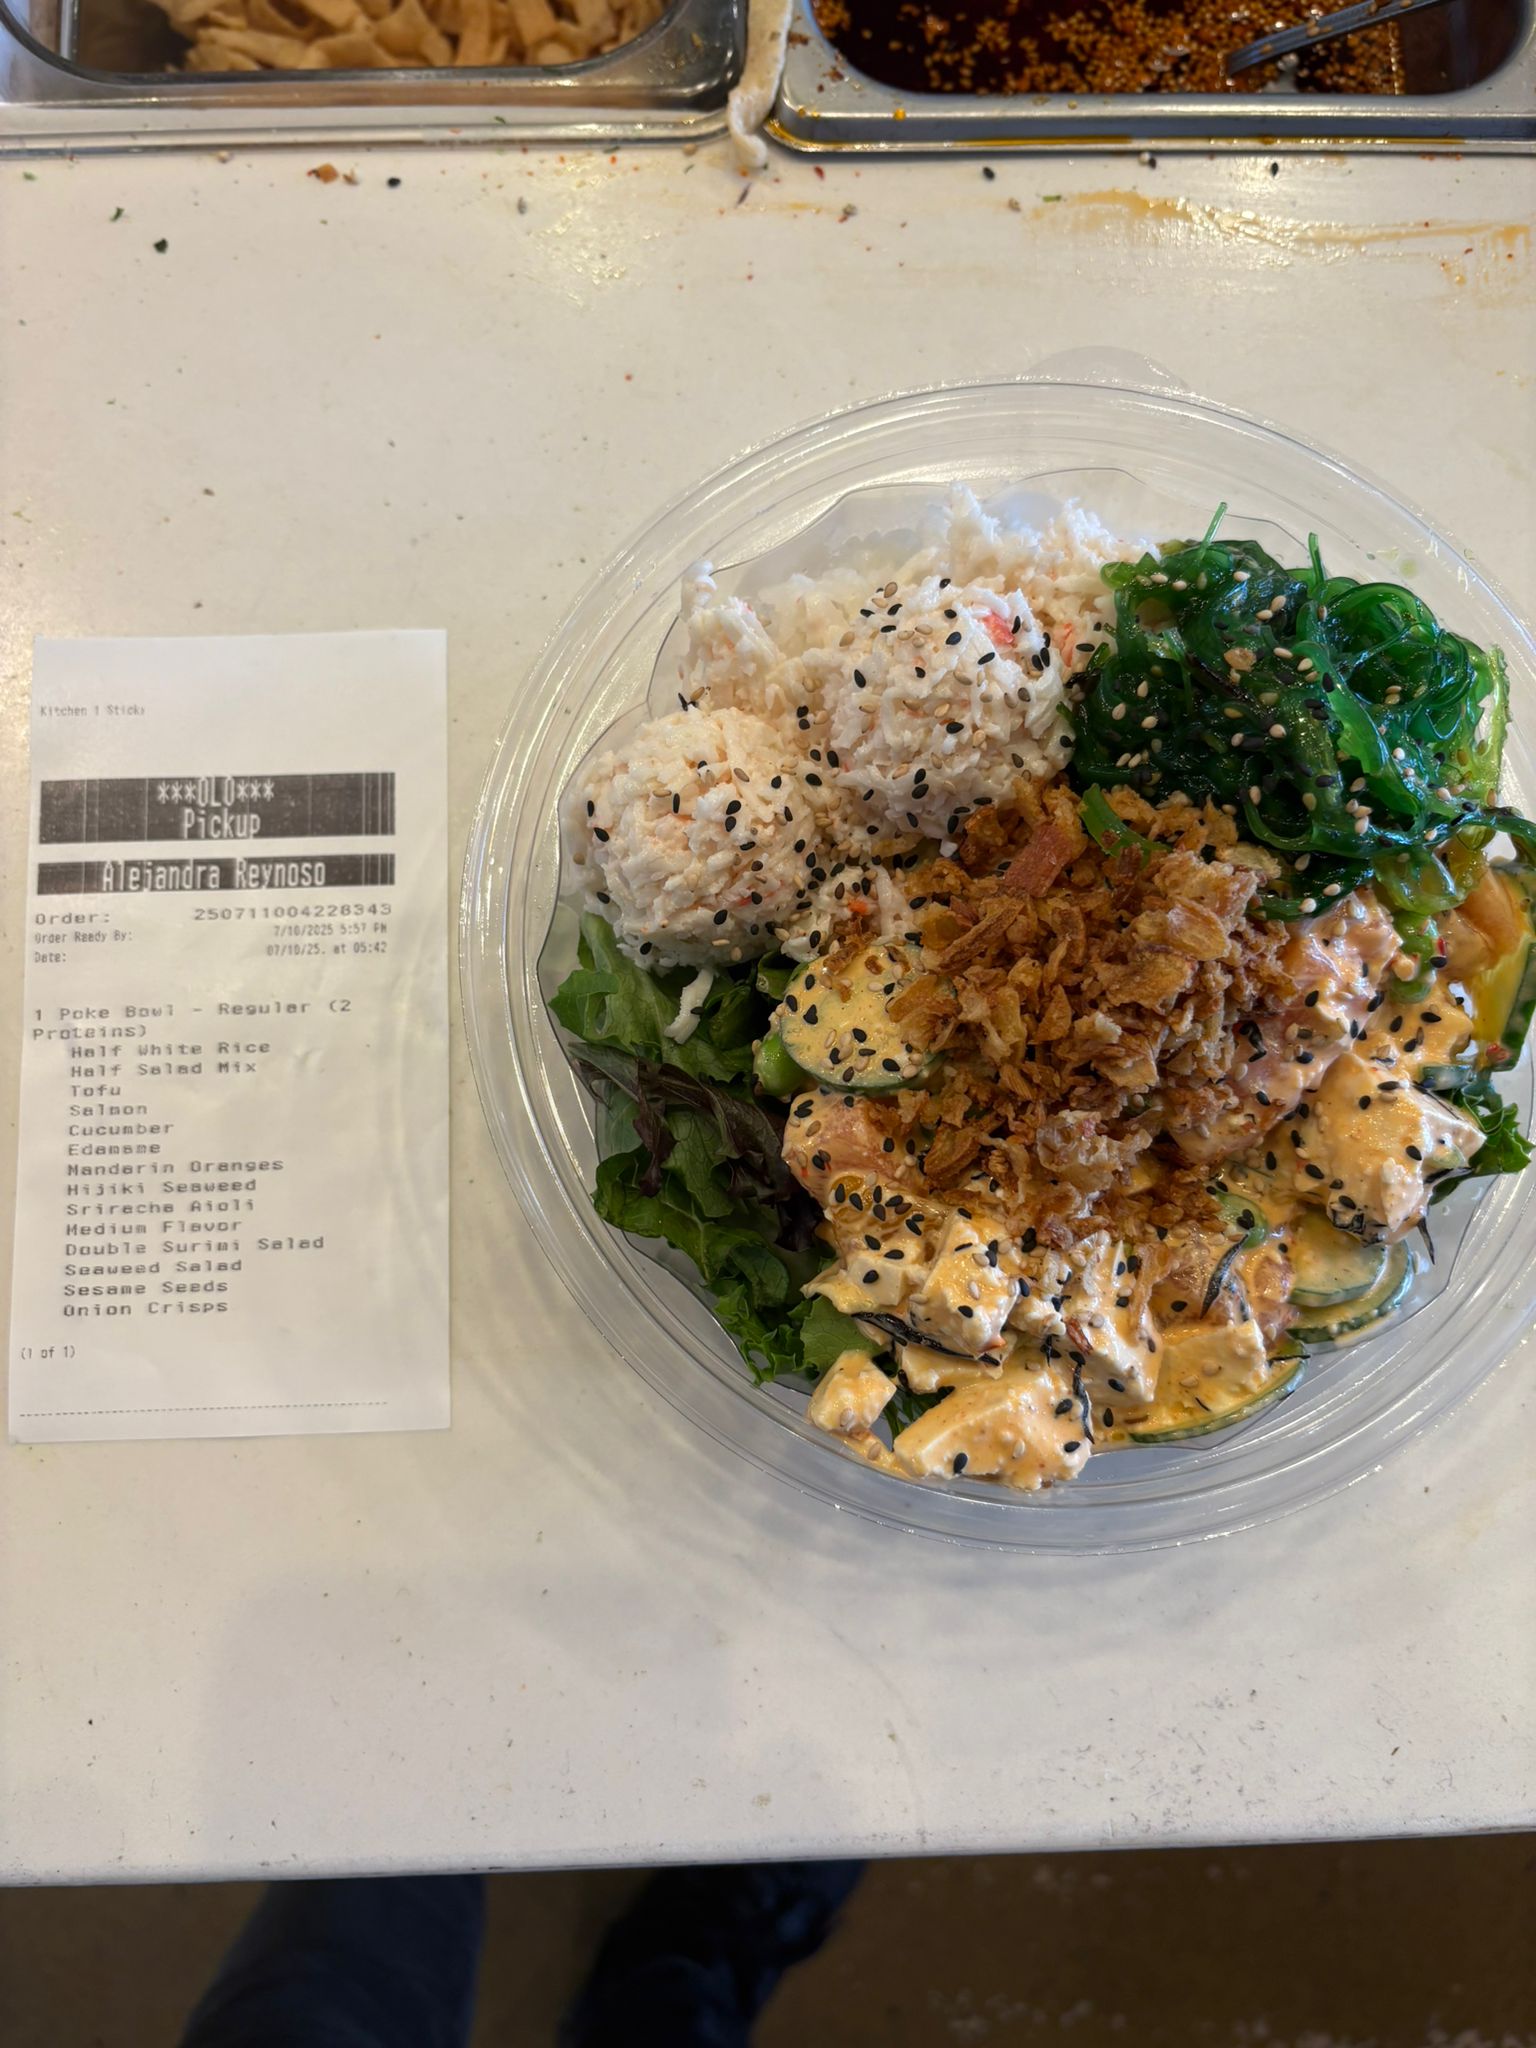 Kitchen 1 Sticky
***OLO***
Pickup
Alejandra Reynoso
Order: 250711004228343
Order Ready By: 7/10/2025 5:57 PM
Date: 07/10/25. at 05:42
1 Poke Bowl - Regular (2
Proteins)
Half White Rice
Half Salad Mix
Tofu
Salmon
Cucumber
Edamame
Mandarin Oranges
Hijiki Seaweed
Sriracha Aioli
Medium Flavor
Double Surimi Salad
Seaweed Salad
Sesame Seeds
Onion Crisps
(1 of 1)